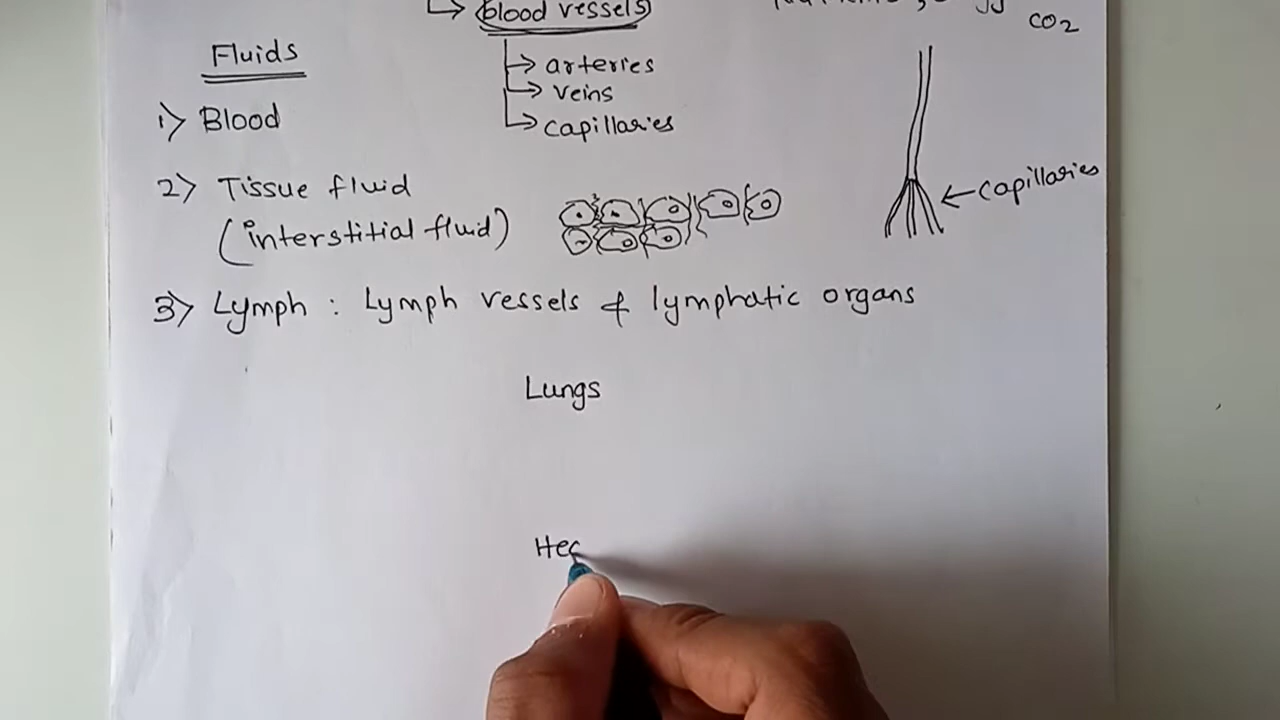 blood vessels
CO2
Fluids
→ arteries
→ veins
→ capillaries
1) Blood
2) Tissue fluid
(interstitial fluid)
← capillaries
3) Lymph : Lymph vessels & lymphatic organs
Lungs
Hea